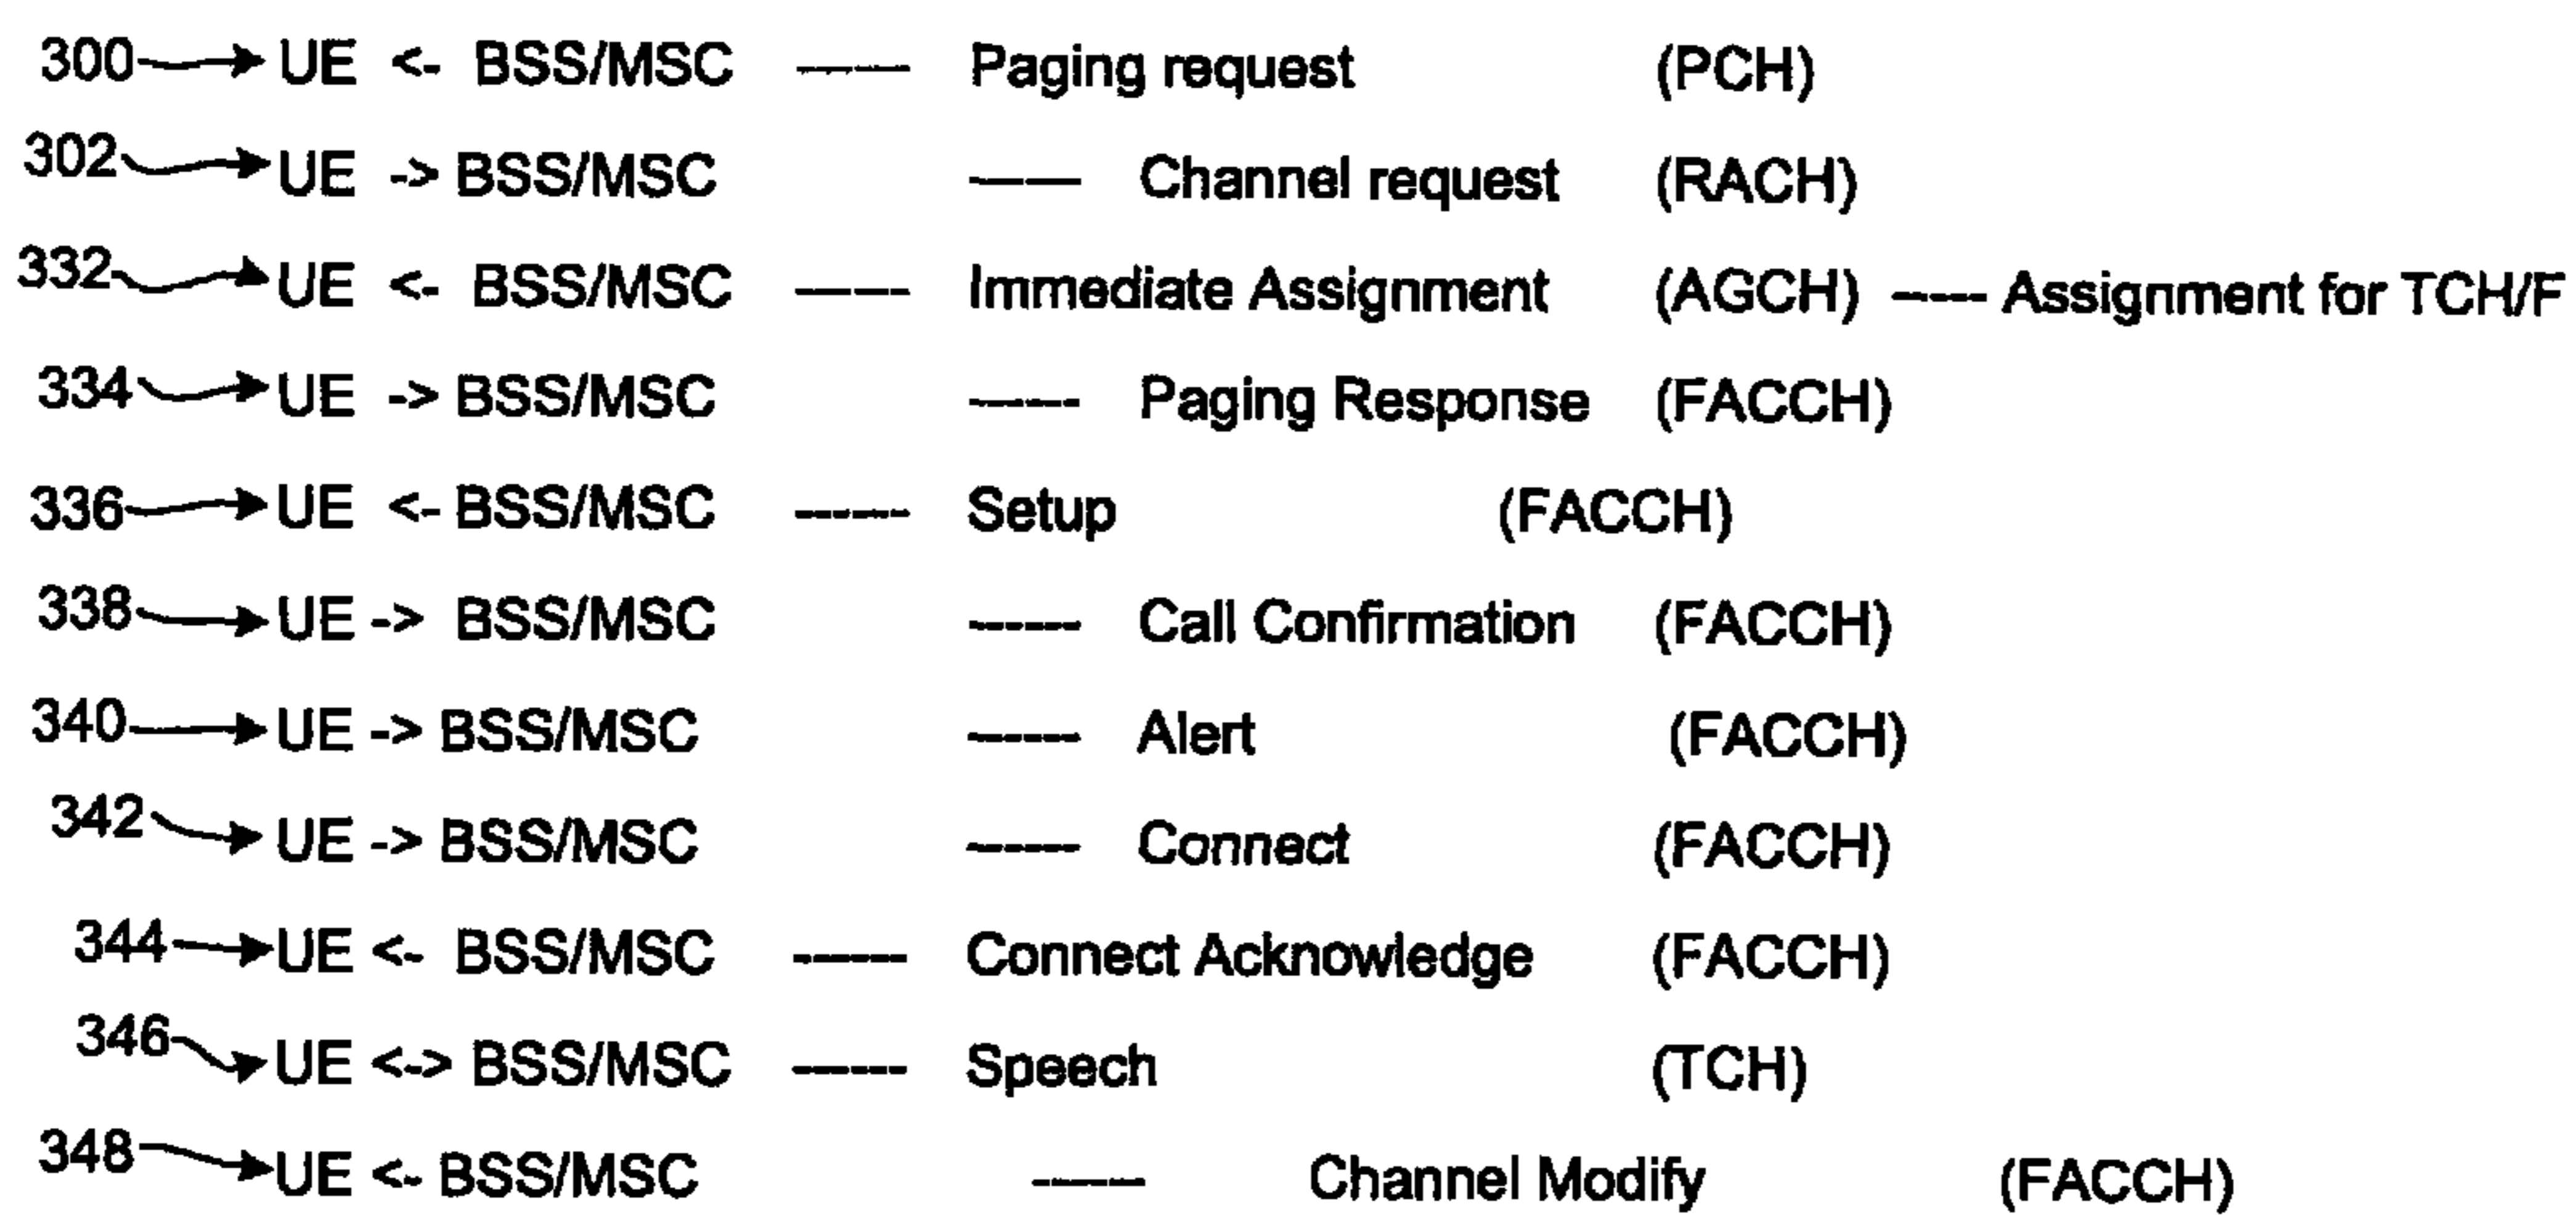 300 UE <- BSS/MSC ----- Paging request (PCH)
302 UE -> BSS/MSC ----- Channel request (RACH)
332 UE <- BSS/MSC ----- Immediate Assignment (AGCH) ---- Assignment for TCH/F
334 UE -> BSS/MSC ----- Paging Response (FACCH)
336 UE <- BSS/MSC ----- Setup (FACCH)
338 UE -> BSS/MSC ----- Call Confirmation (FACCH)
340 UE -> BSS/MSC ----- Alert (FACCH)
342 UE -> BSS/MSC ----- Connect (FACCH)
344 UE <- BSS/MSC ----- Connect Acknowledge (FACCH)
346 UE <-> BSS/MSC ----- Speech (TCH)
348 UE <- BSS/MSC ----- Channel Modify (FACCH)